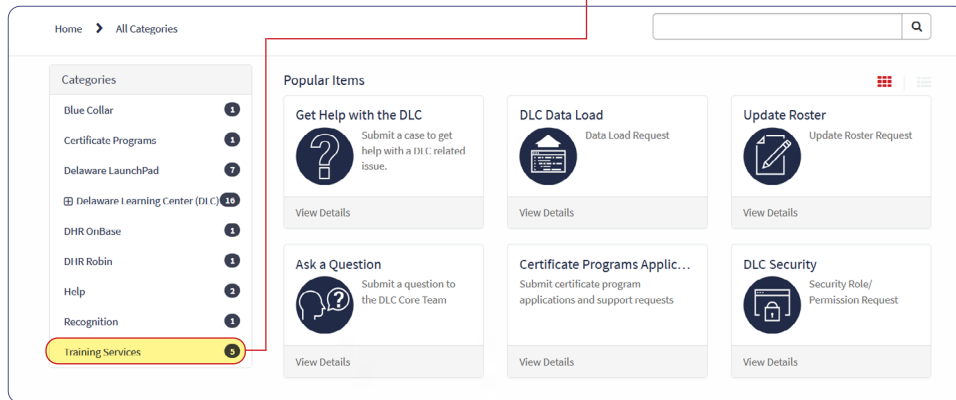 Home > All Categories
Categories
Blue Collar 1
Certificate Programs 1
Delaware LaunchPad 7
Delaware Learning Center (DLC) 16
DHR OnBase 1
DHR Robin 1
Help 2
Recognition 1
Training Services 5
Popular Items
Get Help with the DLC
Submit a case to get
help with a DLC related
issue.
View Details
DLC Data Load
Data Load Request
View Details
Update Roster
Update Roster Request
View Details
Ask a Question
Submit a question to
the DLC Core Team
View Details
Certificate Programs Applic...
Submit certificate program
applications and support requests
View Details
DLC Security
Security Role/
Permission Request
View Details